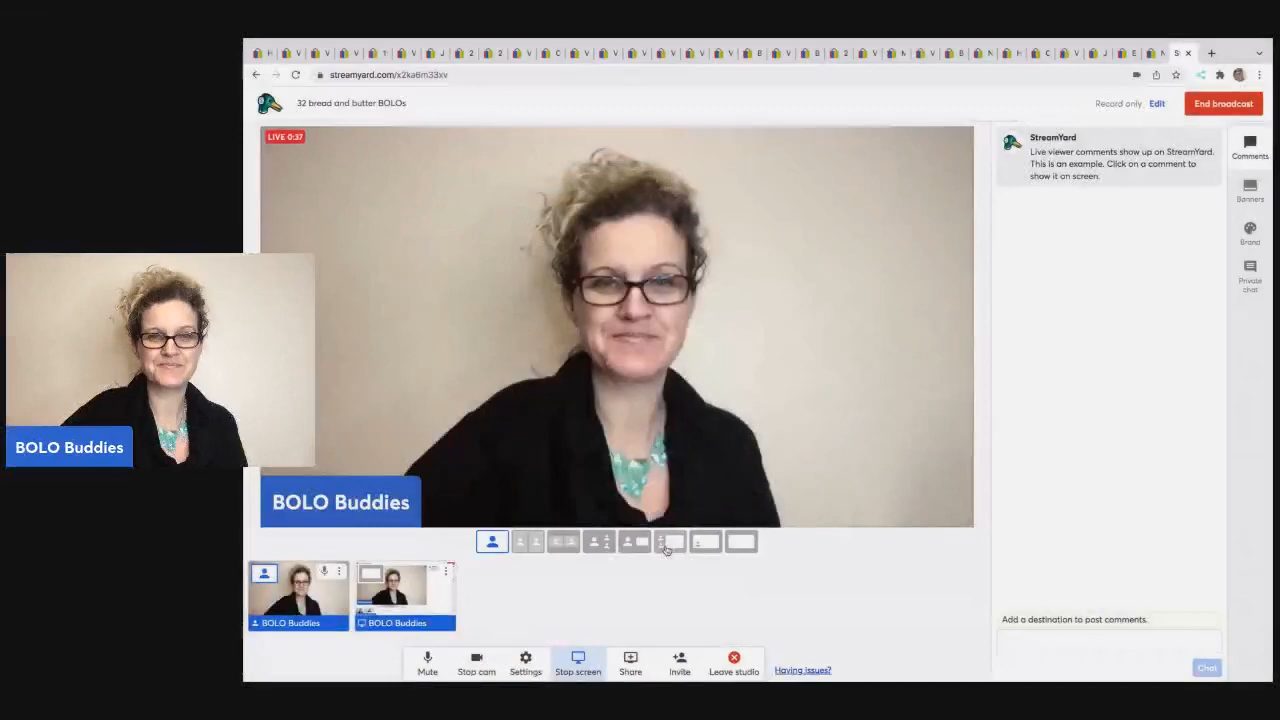 streamyard.com/x2ka6m33xv
32 bread and butter BOLOs
Record only
Edit
End broadcast
LIVE 0:37
StreamYard
Live viewer comments show up on StreamYard.
This is an example. Click on a comment to
show it on screen.
Comments
Banners
Brand
Private
chat
BOLO Buddies
BOLO Buddies
BOLO Buddies
BOLO Buddies
Add a destination to post comments.
Chat
Mute
Stop cam
Settings
Stop screen
Share
Invite
Leave studio
Having issues?